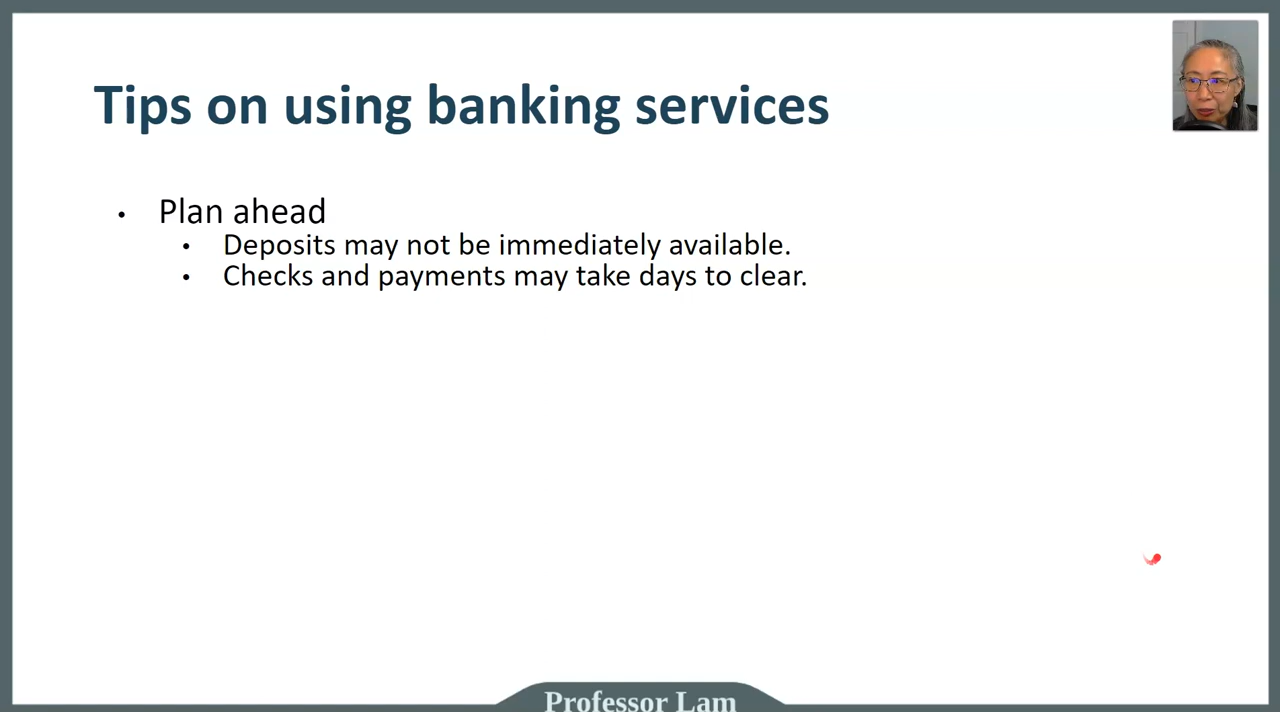 Tips on using banking services
• Plan ahead
• Deposits may not be immediately available.
• Checks and payments may take days to clear.
Professor Lam